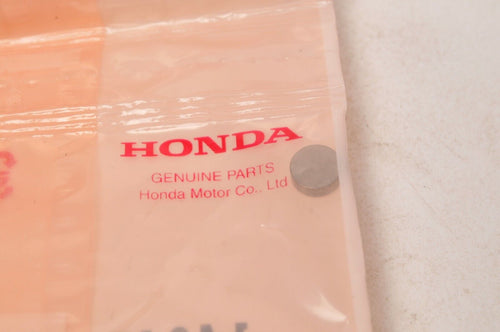 HONDA
GENUINE PARTS
Honda Motor Co., Ltd